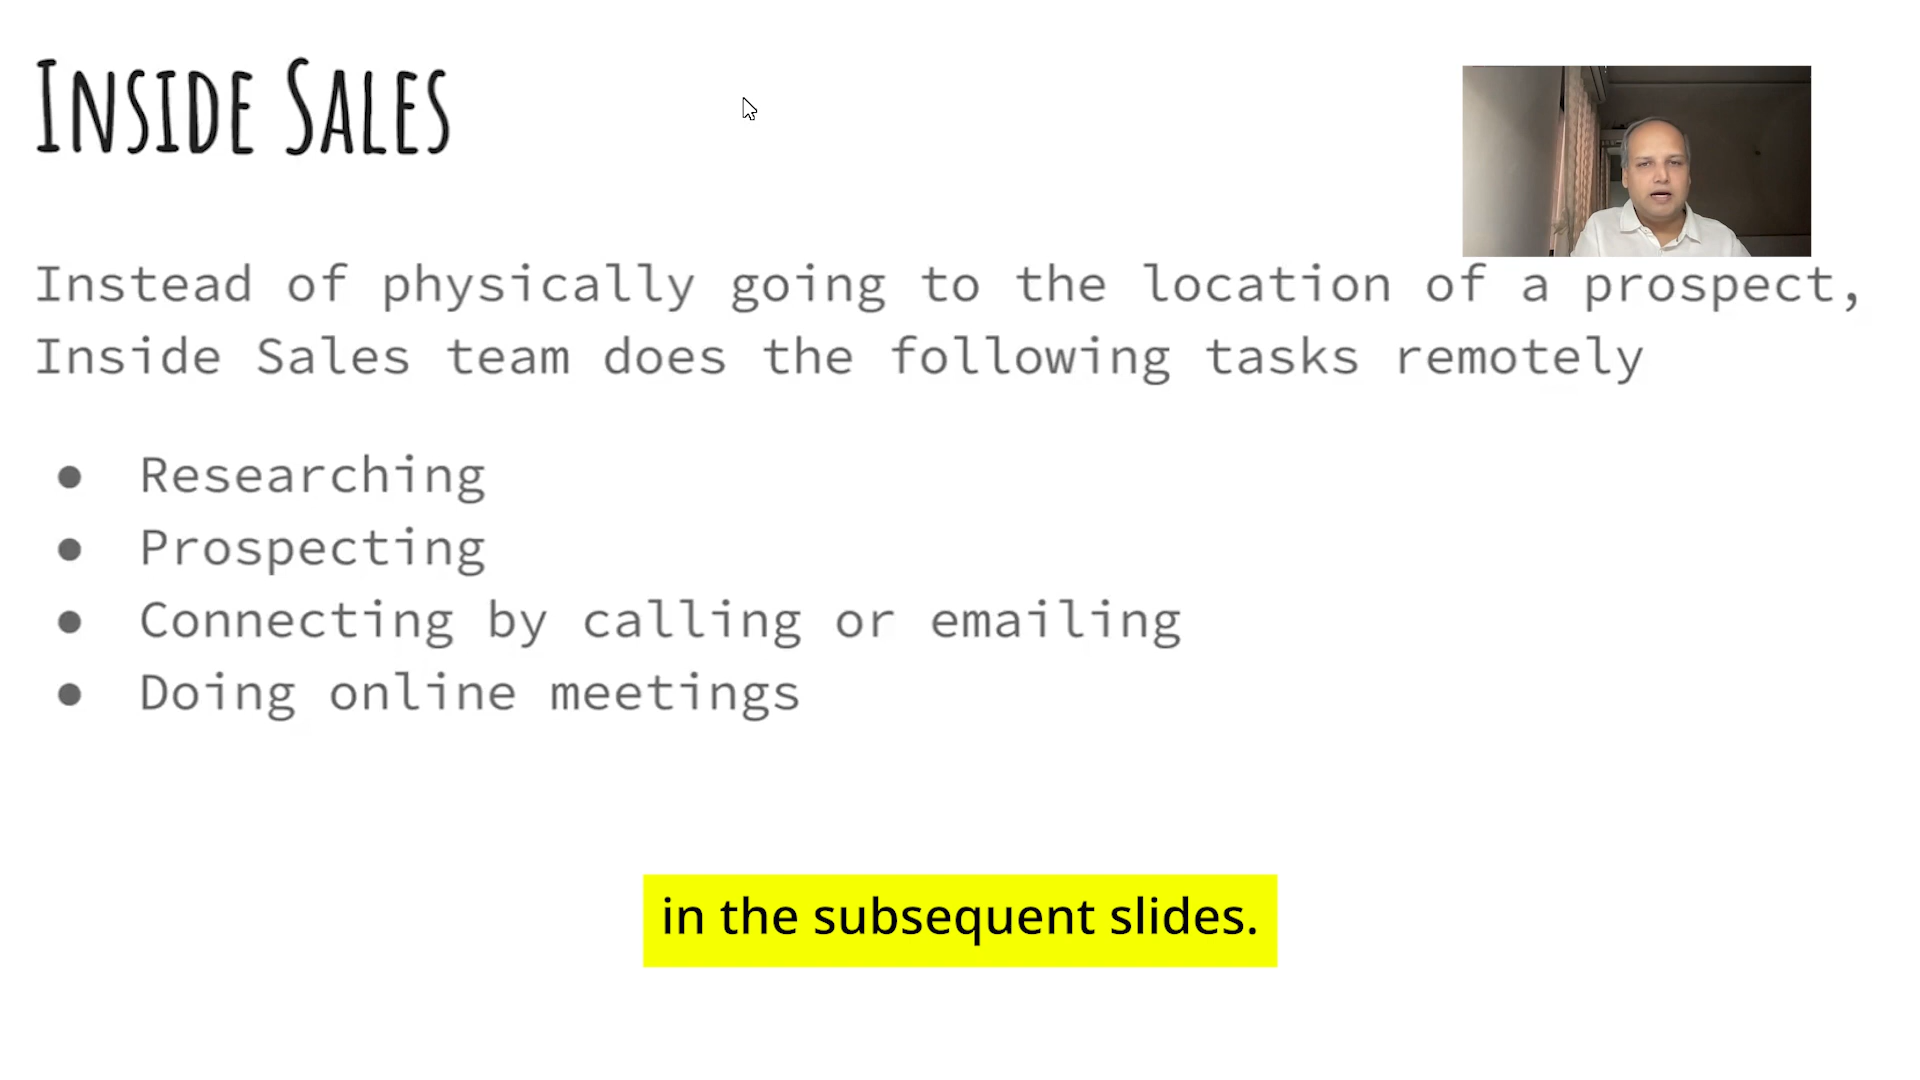 Inside Sales
Instead of physically going to the location of a prospect,
Inside Sales team does the following tasks remotely
● Researching
● Prospecting
● Connecting by calling or emailing
● Doing online meetings
in the subsequent slides.